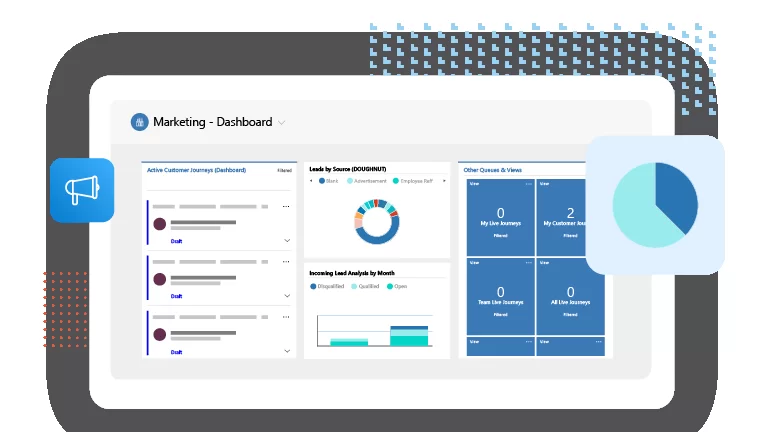 Marketing - Dashboard
Active Customer Journeys (Dashboard)
Filtered
Draft
Draft
Draft
Leads by Source (DOUGHNUT)
Blank
Advertisement
Employee Reff
Incoming Lead Analysis by Month
Disqualified
Qualified
Open
Other Queues & Views
View
0
My Live Journeys
Filtered
View
2
My Customer Jou
Filtered
View
0
Team Live Journeys
Filtered
View
0
All Live Journeys
Filtered
View
View